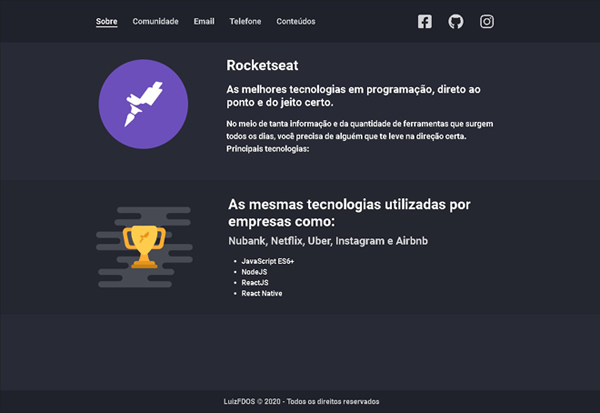 Sobre Comunidade Email Telefone Conteúdos
Rocketseat
As melhores tecnologias em programação, direto ao
ponto e do jeito certo.
No meio de tanta informação e da quantidade de ferramentas que surgem
todos os dias, você precisa de alguém que te leve na direção certa.
Principais tecnologias:
As mesmas tecnologias utilizadas por
empresas como:
Nubank, Netflix, Uber, Instagram e Airbnb
• JavaScript ES6+
• NodeJS
• ReactJS
• React Native
LuizFDOS © 2020 - Todos os direitos reservados